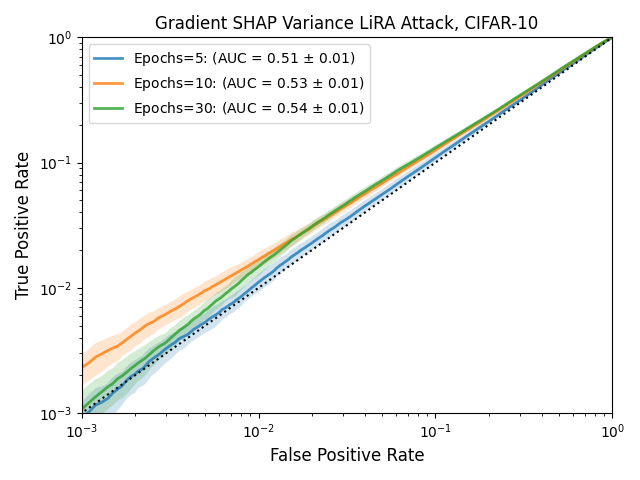 Gradient SHAP Variance LiRA Attack, CIFAR-10
Epochs=5: (AUC = 0.51 ± 0.01)
Epochs=10: (AUC = 0.53 ± 0.01)
Epochs=30: (AUC = 0.54 ± 0.01)
True Positive Rate
10⁰
10⁻¹
10⁻²
10⁻³
10⁻³ 10⁻² 10⁻¹ 10⁰
False Positive Rate